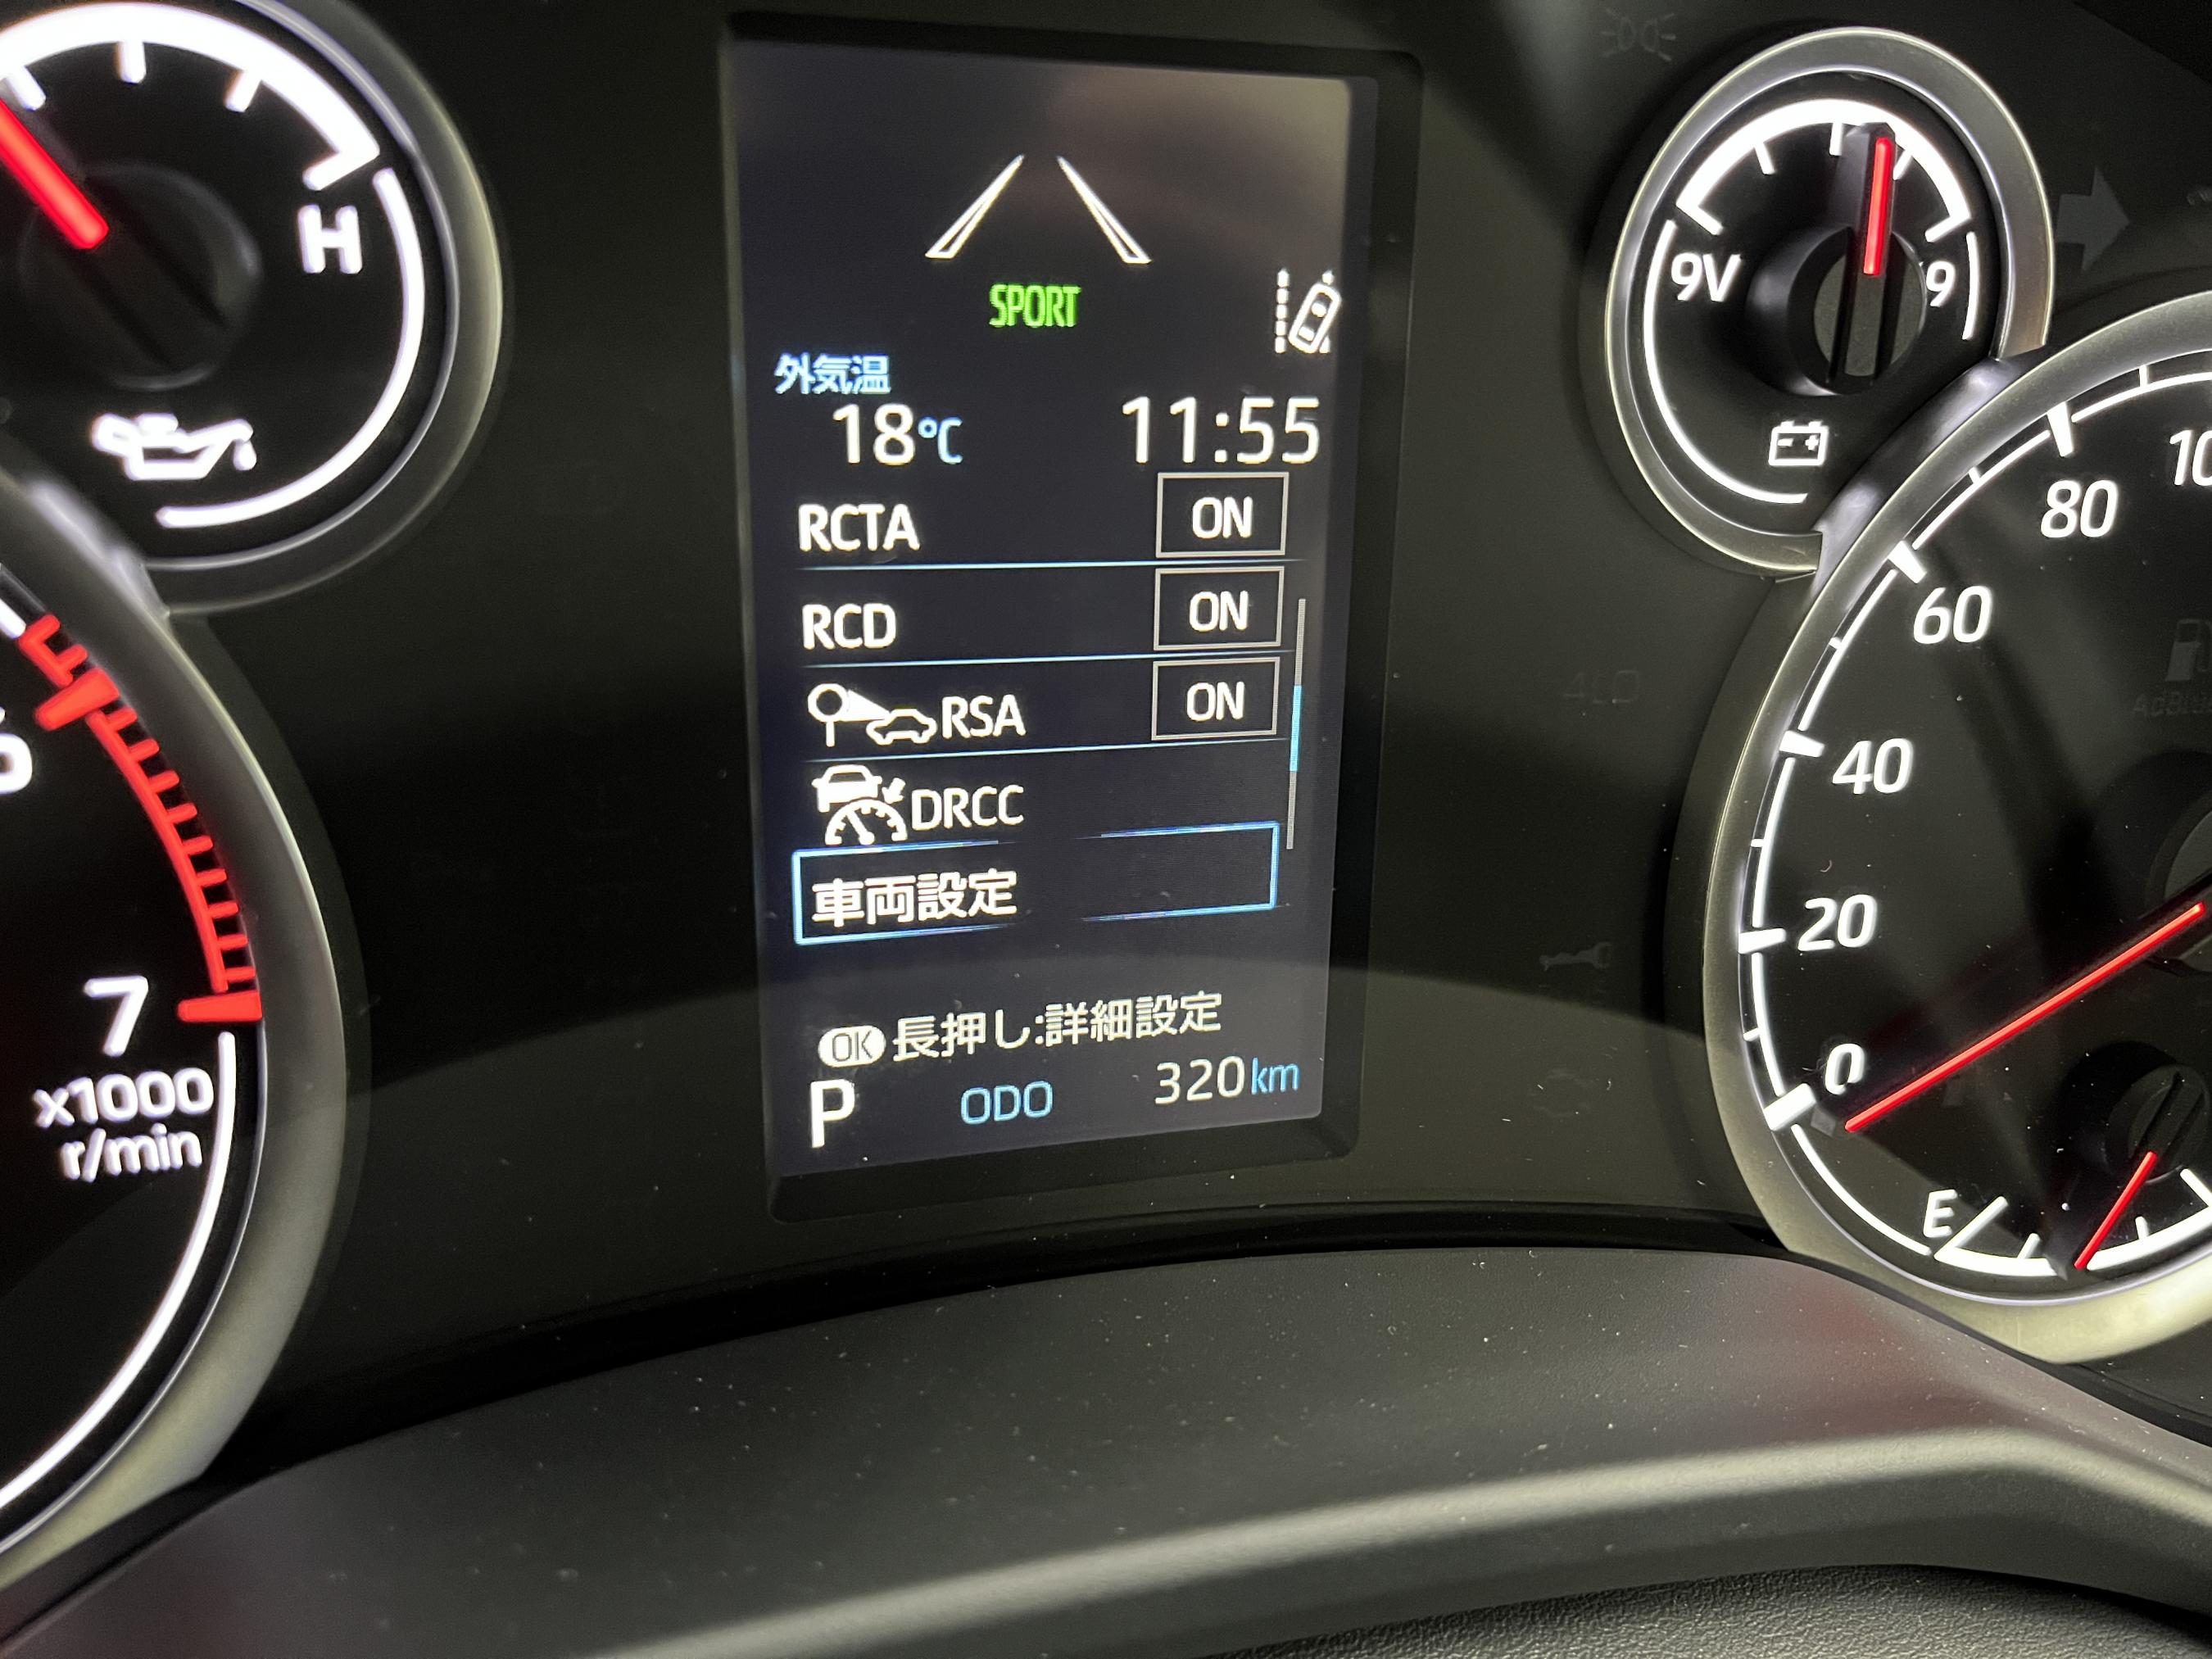 H
SPORT
外気温
18℃ 11:55
RCTA ON
RCD ON
RSA ON
DRCC
車両設定
OK 長押し:詳細設定
P ODO 320km
7
x1000
r/min
9V
80
60
40
20
0
E